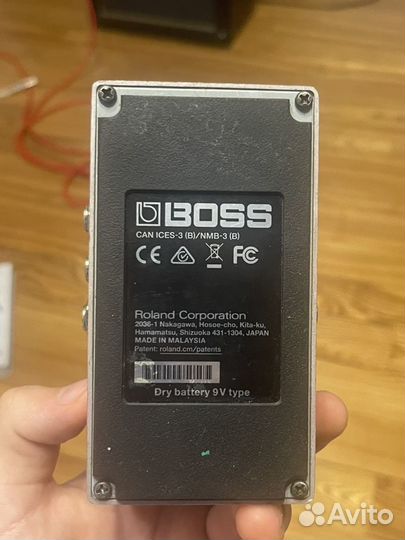 BOSS
CAN ICES-3 (B)/NMB-3 (B)
CE FC
Roland Corporation
2036-1 Nakagawa, Hosoe-cho, Kita-ku,
Hamamatsu, Shizuoka 431-1304, JAPAN
MADE IN MALAYSIA
Patent: roland.cm/patents
Dry battery 9V type
Avito